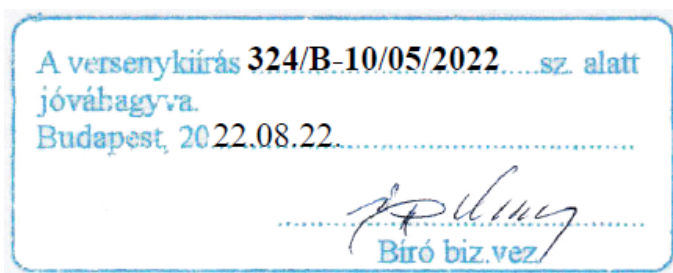 A versenykiírás 324/B-10/05/2022.....sz. alatt
jóváhagyva.
Budapest, 2022.08.22.
Bíró biz.vez.